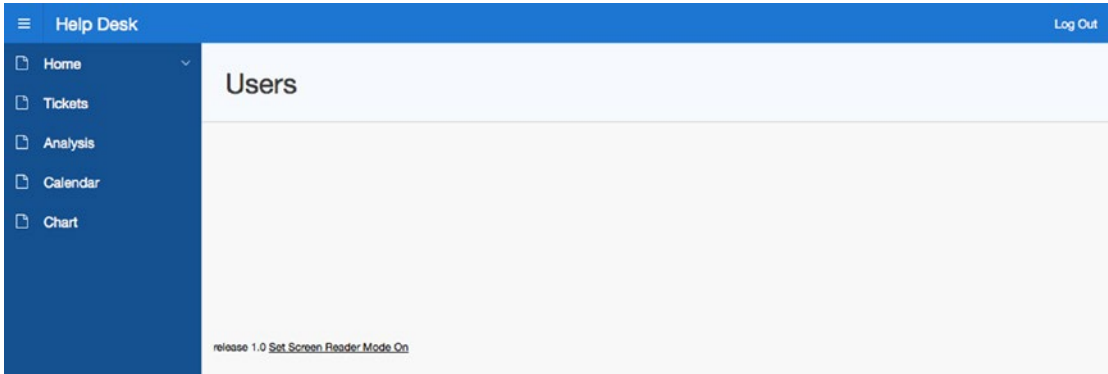 Help Desk
Log Out
Home
Tickets
Analysis
Calendar
Chart
Users
release 1.0 Set Screen Reader Mode On